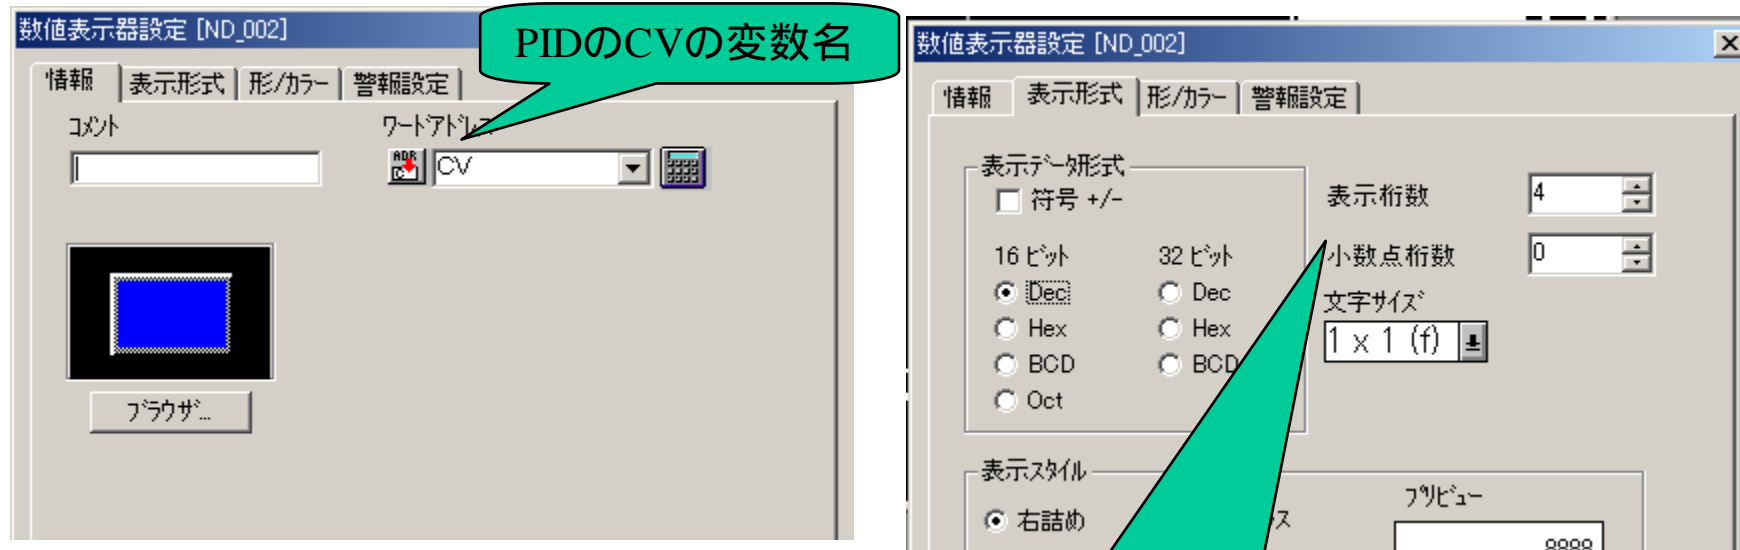 数値表示器設定 [ND_002]
PIDのCVの変数名
情報
表示形式
形/カラー
警報設定
コメント
ワードアドレス
CV
ブラウザ...
数値表示器設定 [ND_002]
情報
表示形式
形/カラー
警報設定
表示データ形式
符号 +/-
16 ビット
32 ビット
Dec
Dec
Hex
Hex
BCD
BCD
Oct
表示桁数
4
小数点桁数
0
文字サイズ
1 x 1 (f)
表示スタイル
右詰め
プレビュー
8888